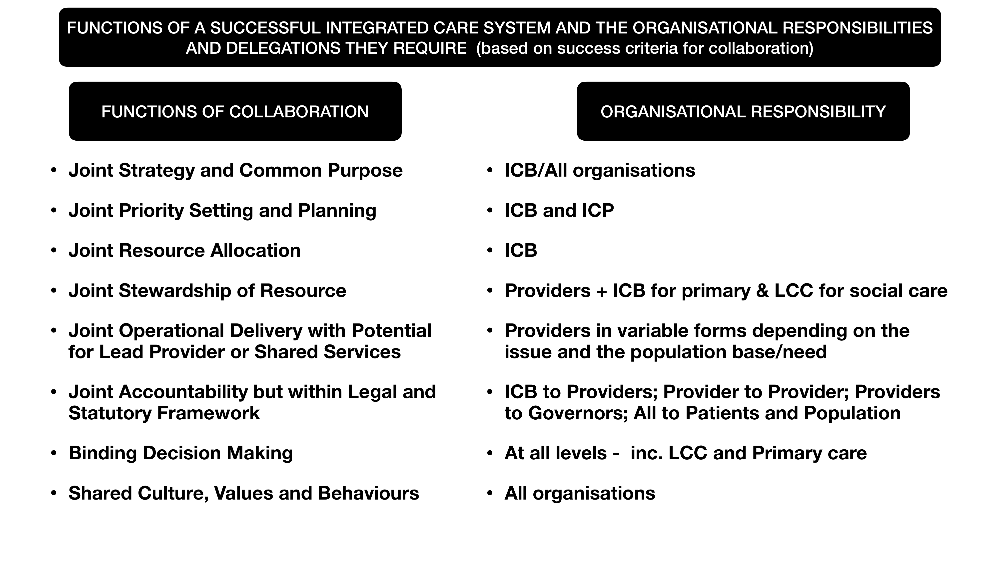 FUNCTIONS OF A SUCCESSFUL INTEGRATED CARE SYSTEM AND THE ORGANISATIONAL RESPONSIBILITIES
AND DELEGATIONS THEY REQUIRE  (based on success criteria for collaboration)
FUNCTIONS OF COLLABORATION
• Joint Strategy and Common Purpose
• Joint Priority Setting and Planning
• Joint Resource Allocation
• Joint Stewardship of Resource
• Joint Operational Delivery with Potential
for Lead Provider or Shared Services
• Joint Accountability but within Legal and
Statutory Framework
• Binding Decision Making
• Shared Culture, Values and Behaviours
ORGANISATIONAL RESPONSIBILITY
• ICB/All organisations
• ICB and ICP
• ICB
• Providers + ICB for primary & LCC for social care
• Providers in variable forms depending on the
issue and the population base/need
• ICB to Providers; Provider to Provider; Providers
to Governors; All to Patients and Population
• At all levels -  inc. LCC and Primary care
• All organisations